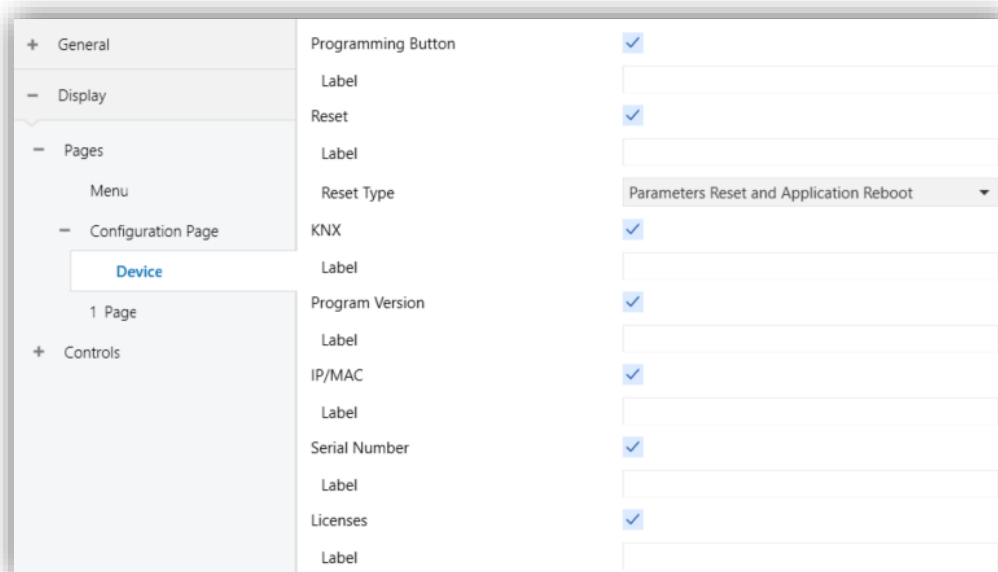 General
Display
Pages
Menu
Configuration Page
Device
1 Page
Controls
Programming Button
Label
Reset
Label
Reset Type Parameters Reset and Application Reboot
KNX
Label
Program Version
Label
IP/MAC
Label
Serial Number
Label
Licenses
Label